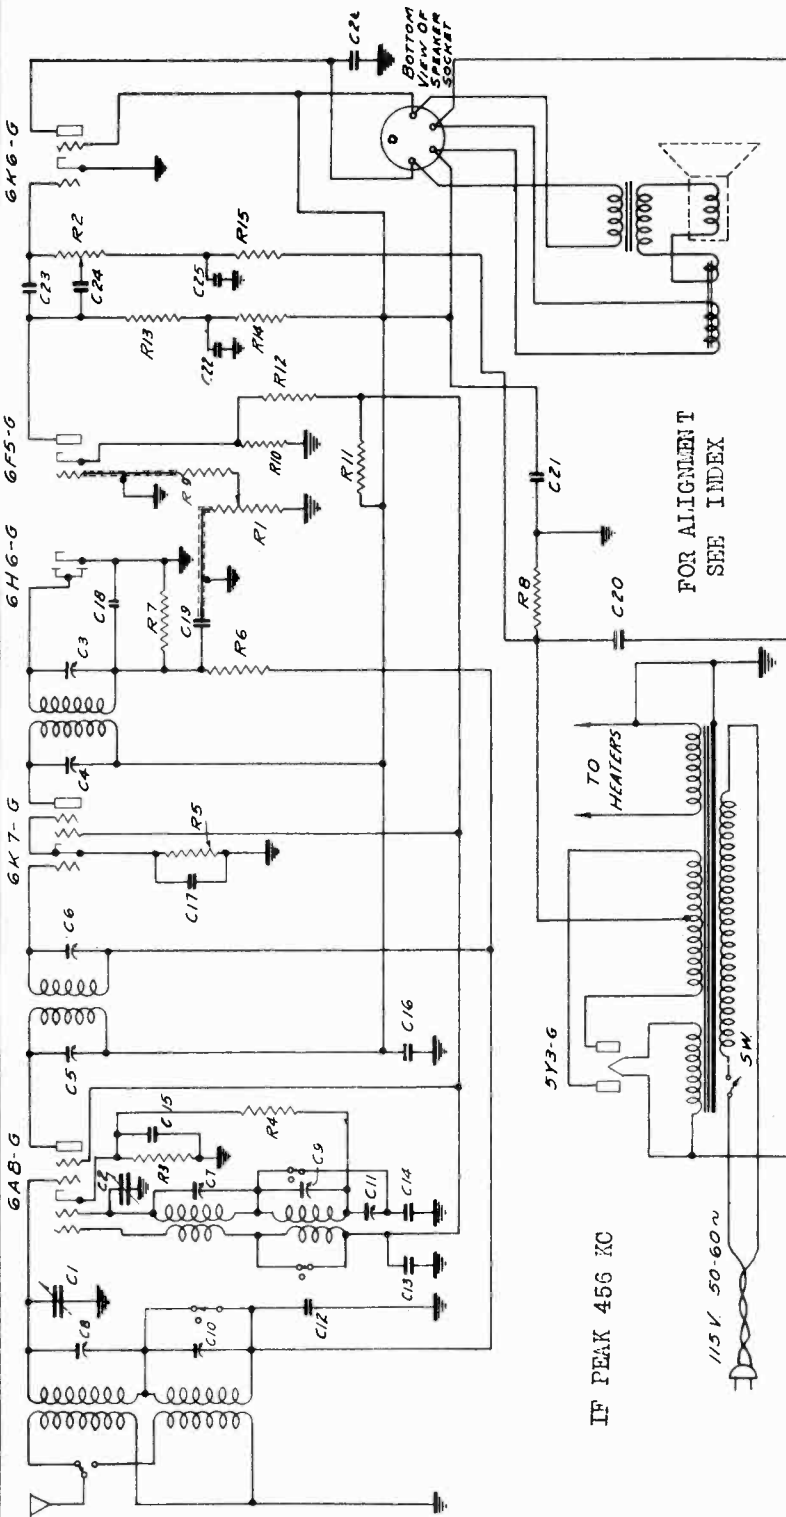 6A8-G
6K7-G
6H6-G
6F5-G
6K6-G
C8
C1
C10
C12
C2
C15
R3
C7
R4
C9
C11
C14
C13
C5
C16
C6
C17
R5
C4
C3
C18
R7
C19
R6
R9
R1
R10
R12
R11
C23
C24
R2
R13
C22
R14
C25
R15
BOTTOM
VIEW OF
SPEAKER
SOCKET
R8
C21
C20
TO
HEATERS
5Y3-G
SW
115 V. 50-60~
IF PEAK 456 KC
FOR ALIGNMENT
SEE INDEX